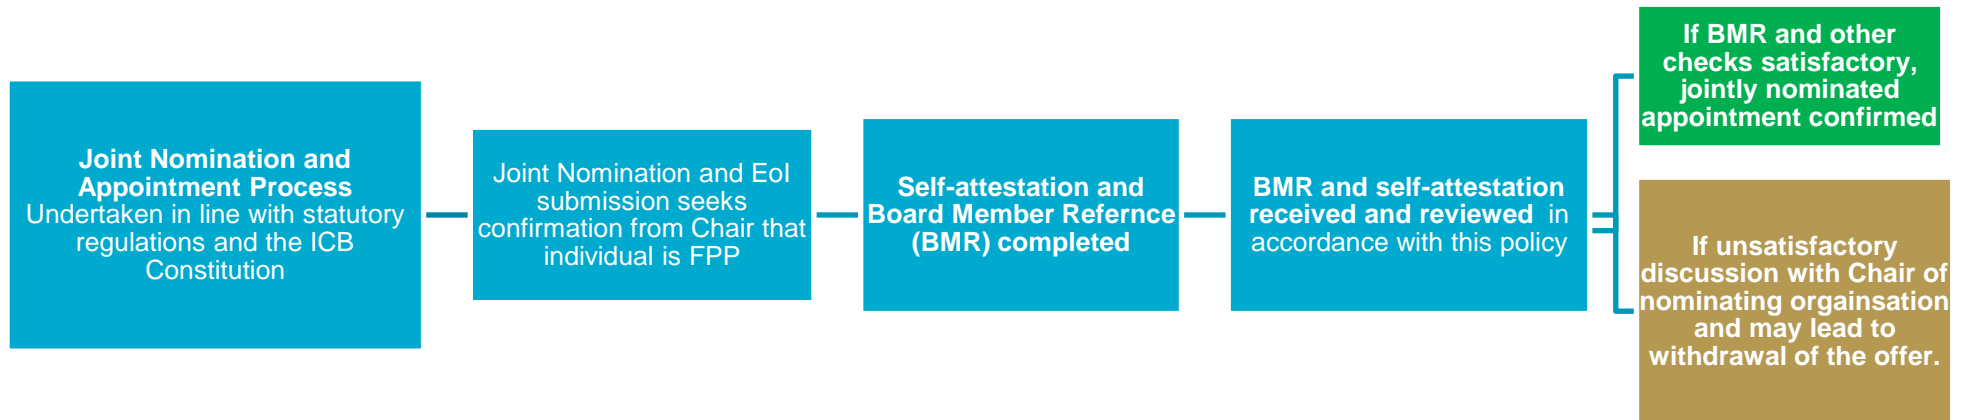 Joint Nomination and
Appointment Process
Undertaken in line with statutory
regulations and the ICB
Constitution
Joint Nomination and EoI
submission seeks
confirmation from Chair that
individual is FPP
Self-attestation and
Board Member Refernce
(BMR) completed
BMR and self-attestation
received and reviewed in
accordance with this policy
If BMR and other
checks satisfactory,
jointly nominated
appointment confirmed
If unsatisfactory
discussion with Chair of
nominating orgainsation
and may lead to
withdrawal of the offer.